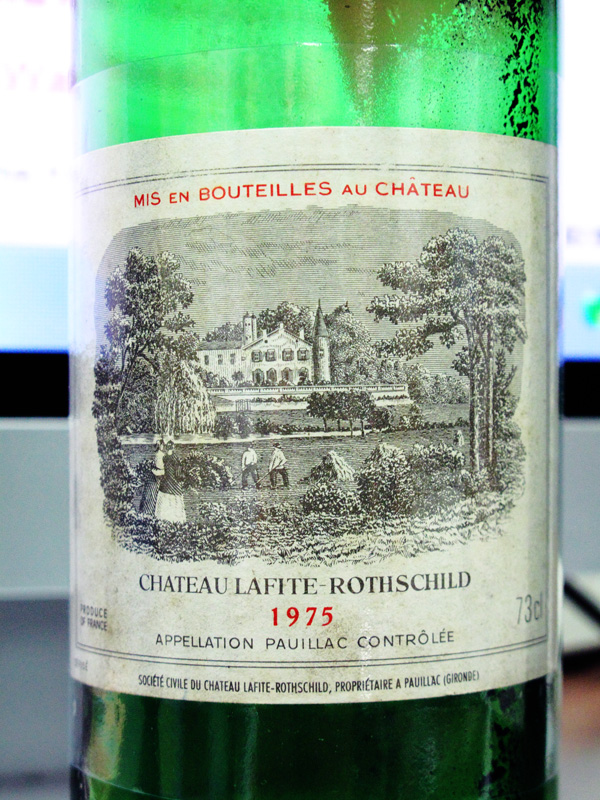 MIS EN BOUTEILLES AU CHÂTEAU
CHATEAU LAFITE-ROTHSCHILD
1975
PRODUCE
OF FRANCE
73cl
APPELLATION PAUILLAC CONTRÔLÉE
SOCIÉTÉ CIVILE DU CHATEAU LAFITE-ROTHSCHILD, PROPRIÉTAIRE A PAUILLAC (GIRONDE)